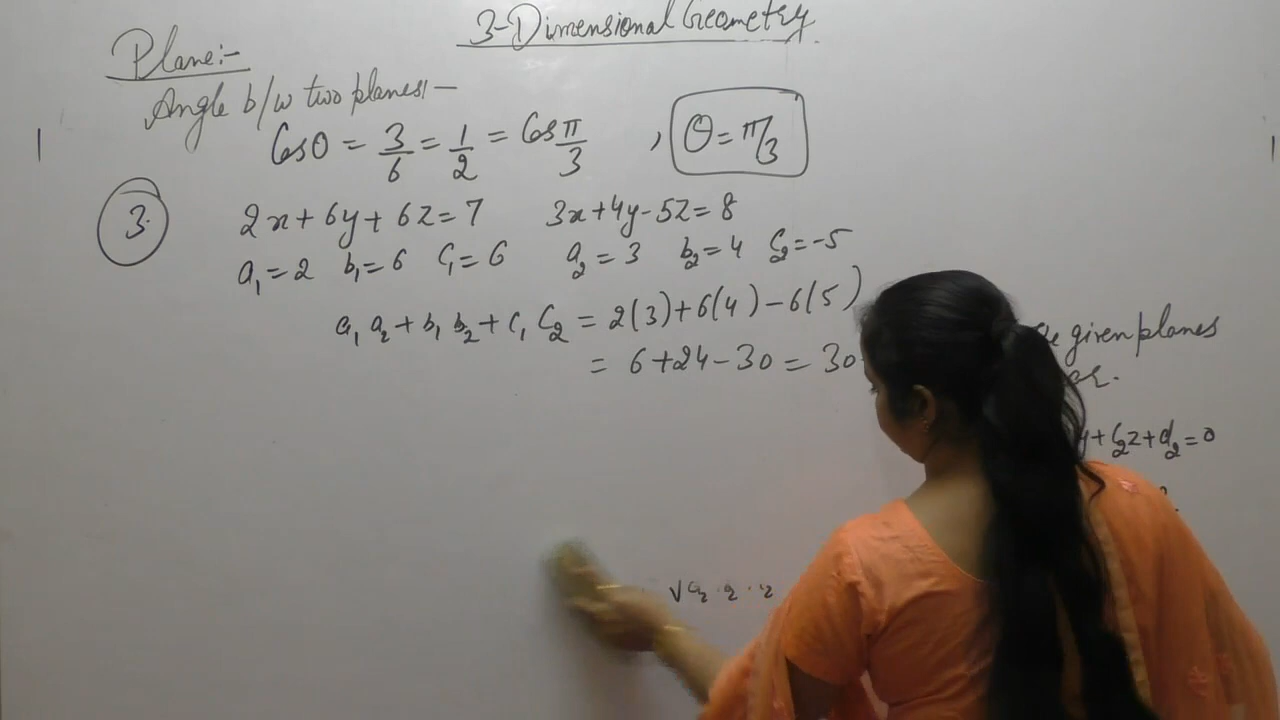 3-Dimensional Geometry
Plane:-
Angle b/w two planes:-
Cosθ = 3/6 = 1/2 = Cos π/3 , θ = π/3
3.
2x + 6y + 6z = 7 3x + 4y - 5z = 8
a₁ = 2 b₁ = 6 C₁ = 6 a₂ = 3 b₂ = 4 C₂ = -5
a₁ a₂ + b₁ b₂ + C₁ C₂ = 2(3) + 6(4) - 6(5)
= 6 + 24 - 30 = 30
given planes
y + C₂z + d₂ = 0